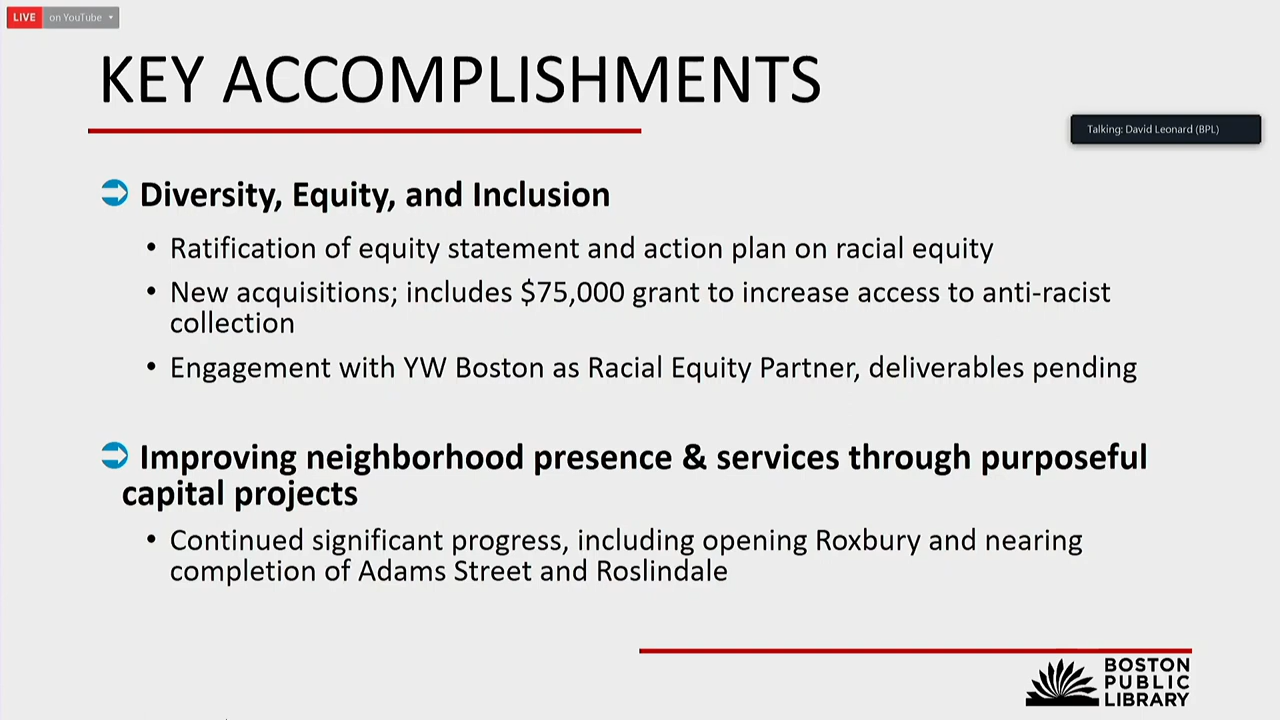 LIVE on YouTube
KEY ACCOMPLISHMENTS
Talking: David Leonard (BPL)
Diversity, Equity, and Inclusion
• Ratification of equity statement and action plan on racial equity
• New acquisitions; includes $75,000 grant to increase access to anti-racist
collection
• Engagement with YW Boston as Racial Equity Partner, deliverables pending
Improving neighborhood presence & services through purposeful
capital projects
• Continued significant progress, including opening Roxbury and nearing
completion of Adams Street and Roslindale
BOSTON
PUBLIC
LIBRARY